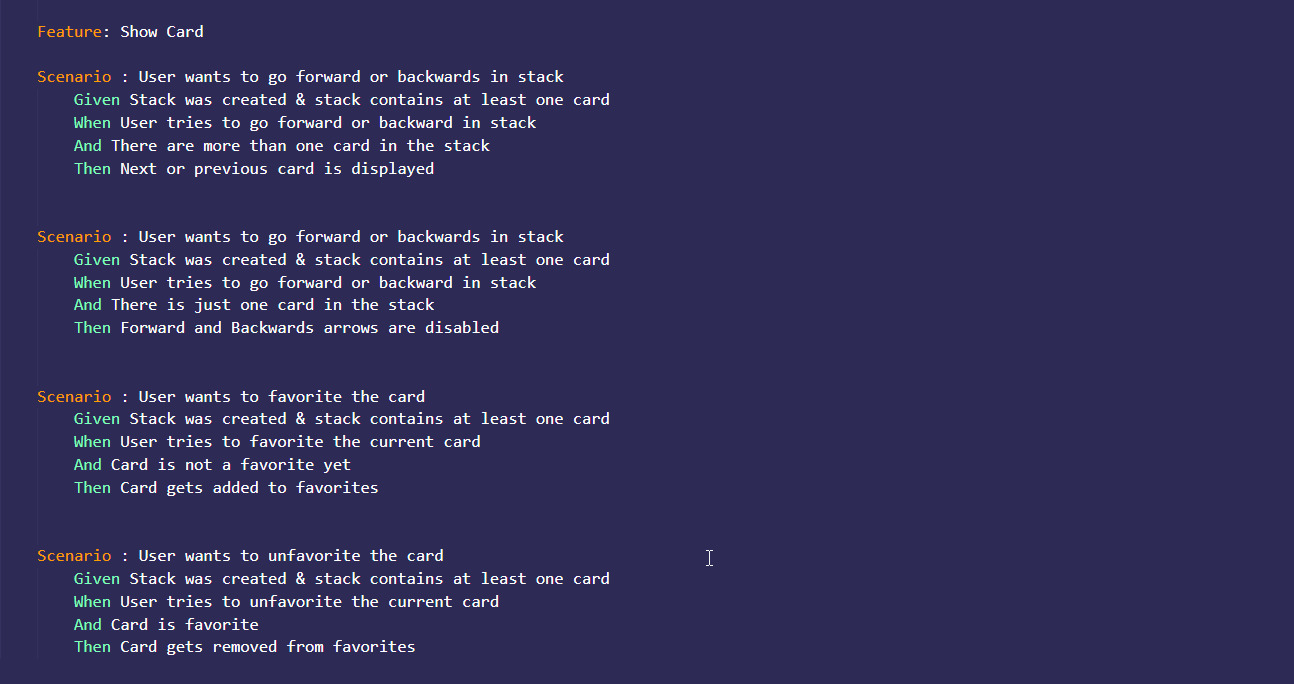 Feature: Show Card
Scenario : User wants to go forward or backwards in stack
Given Stack was created & stack contains at least one card
When User tries to go forward or backward in stack
And There are more than one card in the stack
Then Next or previous card is displayed
Scenario : User wants to go forward or backwards in stack
Given Stack was created & stack contains at least one card
When User tries to go forward or backward in stack
And There is just one card in the stack
Then Forward and Backwards arrows are disabled
Scenario : User wants to favorite the card
Given Stack was created & stack contains at least one card
When User tries to favorite the current card
And Card is not a favorite yet
Then Card gets added to favorites
Scenario : User wants to unfavorite the card
Given Stack was created & stack contains at least one card
When User tries to unfavorite the current card
And Card is favorite
Then Card gets removed from favorites